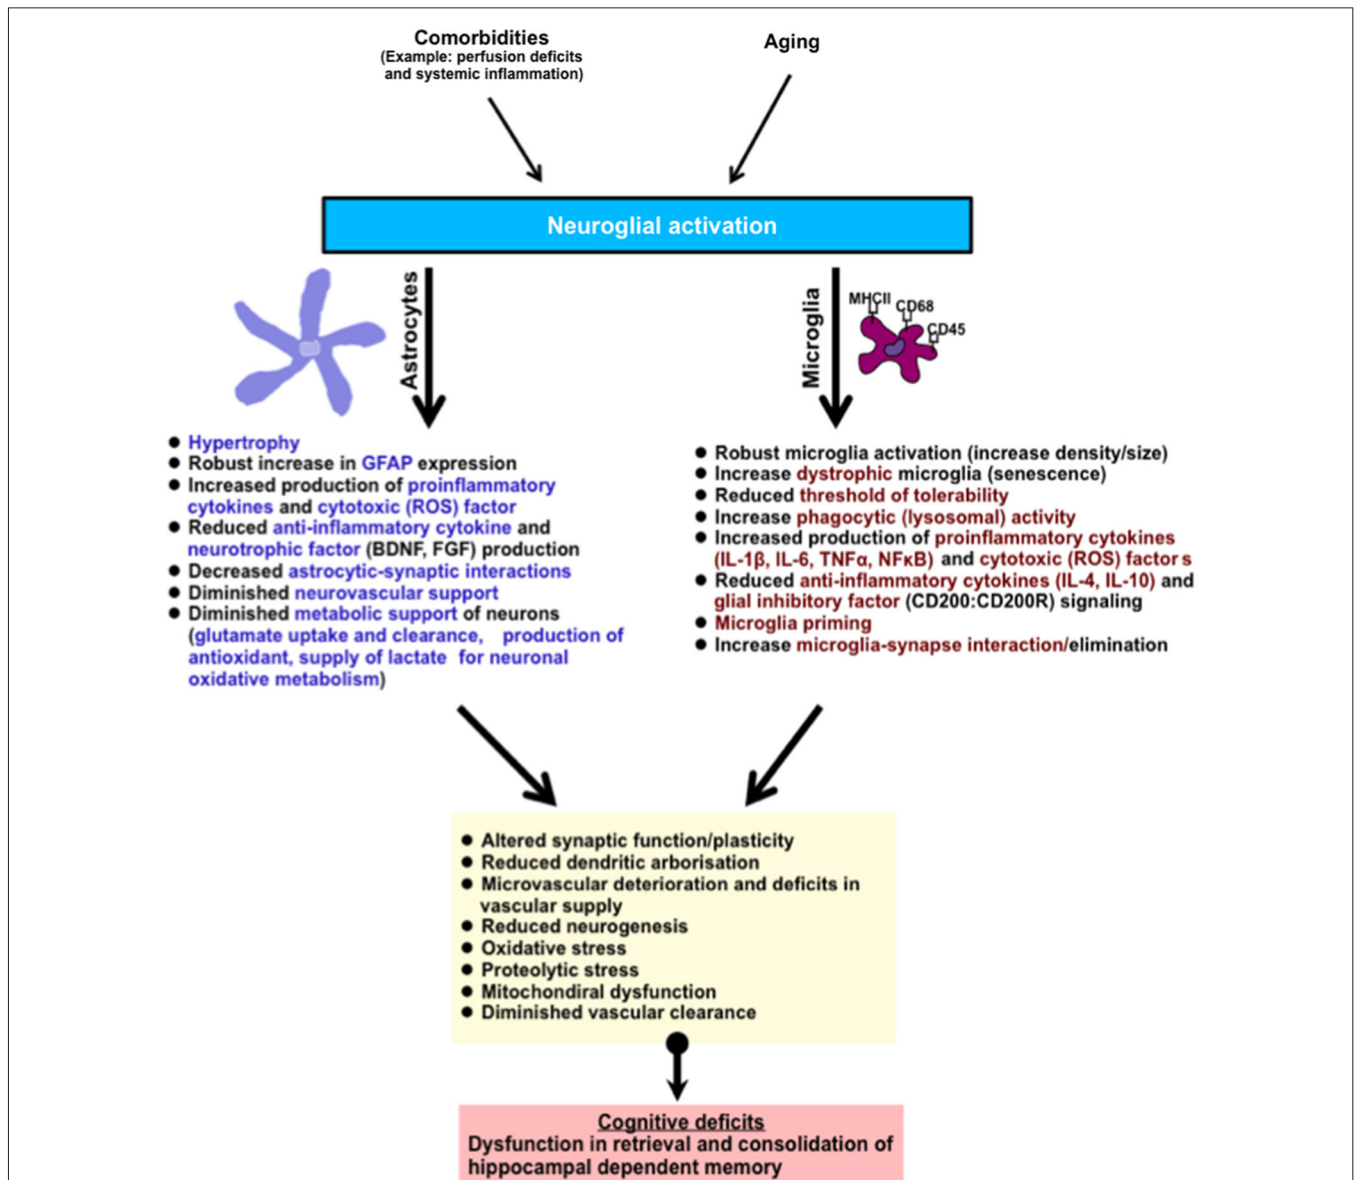 Comorbidities
(Example: perfusion deficits
and systemic inflammation)
Aging
Neuroglial activation
Astrocytes
Microglia
MHCII
CD68
CD45
● Hypertrophy
● Robust increase in GFAP expression
● Increased production of proinflammatory
cytokines and cytotoxic (ROS) factor
● Reduced anti-inflammatory cytokine and
neurotrophic factor (BDNF, FGF) production
● Decreased astrocytic-synaptic interactions
● Diminished neurovascular support
● Diminished metabolic support of neurons
(glutamate uptake and clearance, production of
antioxidant, supply of lactate for neuronal
oxidative metabolism)
● Robust microglia activation (increase density/size)
● Increase dystrophic microglia (senescence)
● Reduced threshold of tolerability
● Increase phagocytic (lysosomal) activity
● Increased production of proinflammatory cytokines
(IL-1β, IL-6, TNFα, NFκB) and cytotoxic (ROS) factors
● Reduced anti-inflammatory cytokines (IL-4, IL-10) and
glial inhibitory factor (CD200:CD200R) signaling
● Microglia priming
● Increase microglia-synapse interaction/elimination
● Altered synaptic function/plasticity
● Reduced dendritic arborisation
● Microvascular deterioration and deficits in
vascular supply
● Reduced neurogenesis
● Oxidative stress
● Proteolytic stress
● Mitochondiral dysfunction
● Diminished vascular clearance
Cognitive deficits
Dysfunction in retrieval and consolidation of
hippocampal dependent memory